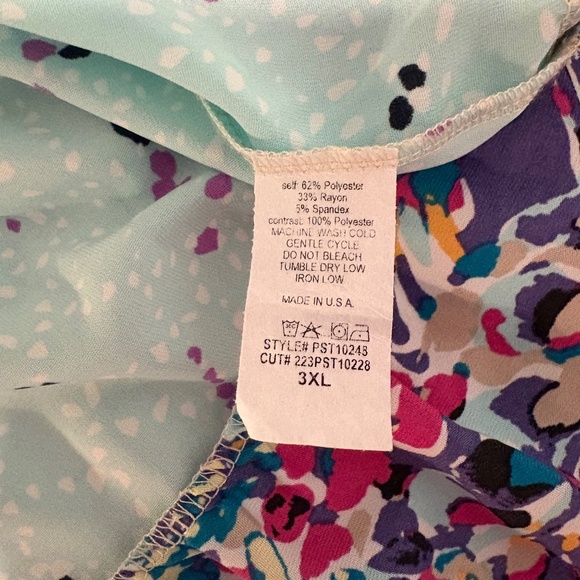 self: 62% Polyester
33% Rayon
5% Spandex
contrast: 100% Polyester
MACHINE WASH COLD
GENTLE CYCLE
DO NOT BLEACH
TUMBLE DRY LOW
IRON LOW
MADE IN U.S.A.
STYLE# PST10248
CUT# 223PST10228
3XL